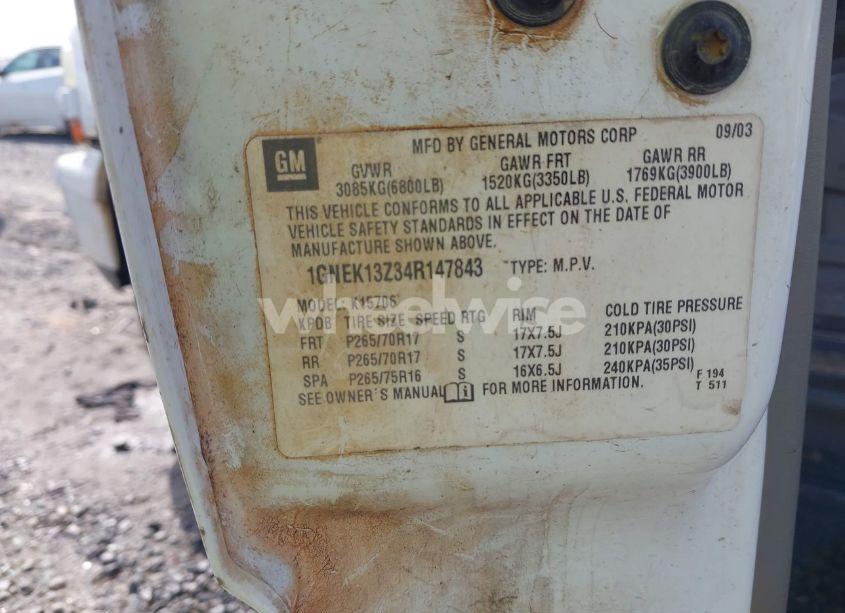 MFD BY GENERAL MOTORS CORP 09/03
GM
GVWR GAWR FRT GAWR RR
3085KG(6800LB) 1520KG(3350LB) 1769KG(3900LB)
THIS VEHICLE CONFORMS TO ALL APPLICABLE U.S. FEDERAL MOTOR
VEHICLE SAFETY STANDARDS IN EFFECT ON THE DATE OF
MANUFACTURE SHOWN ABOVE.
1GNEK13Z34R147843 TYPE: M.P.V.
wheelwise
MODEL: K15706
KPOB TIRE SIZE SPEED RTG RIM COLD TIRE PRESSURE
FRT P265/70R17 S 17X7.5J 210KPA(30PSI)
RR P265/70R17 S 17X7.5J 210KPA(30PSI)
SPA P265/75R16 S 16X6.5J 240KPA(35PSI)
SEE OWNER'S MANUAL i FOR MORE INFORMATION.
F 194
T 511